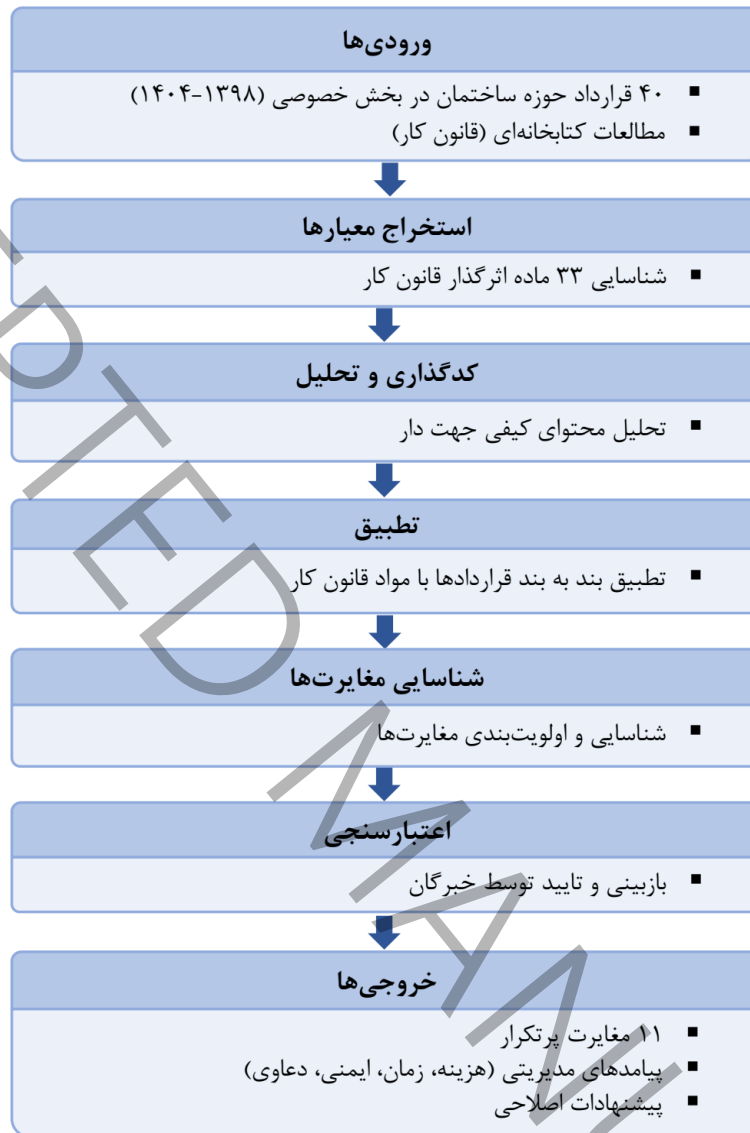 ورودی‌ها
▪ ۴۰ قرارداد حوزه ساختمان در بخش خصوصی (۱۳۹۸-۱۴۰۴)
▪ مطالعات کتابخانه‌ای (قانون کار)
استخراج معیارها
▪ شناسایی ۳۳ ماده اثرگذار قانون کار
کدگذاری و تحلیل
▪ تحلیل محتوای کیفی جهت دار
تطبیق
▪ تطبیق بند به بند قراردادها با مواد قانون کار
شناسایی مغایرت‌ها
▪ شناسایی و اولویت‌بندی مغایرت‌ها
اعتبارسنجی
▪ بازبینی و تایید توسط خبرگان
خروجی‌ها
▪ ۱۱ مغایرت پرتکرار
▪ پیامدهای مدیریتی (هزینه، زمان، ایمنی، دعاوی)
▪ پیشنهادات اصلاحی
PTED MAN